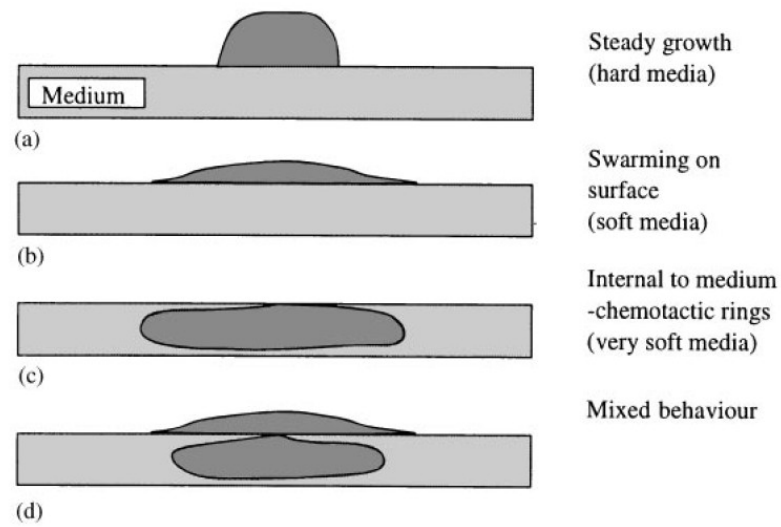 Steady growth
(hard media)
Medium
(a)
Swarming on
surface
(soft media)
(b)
Internal to medium
-chemotactic rings
(very soft media)
(c)
Mixed behaviour
(d)